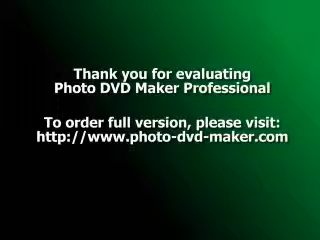 Thank you for evaluating
Photo DVD Maker Professional
To order full version, please visit:
http://www.photo-dvd-maker.com